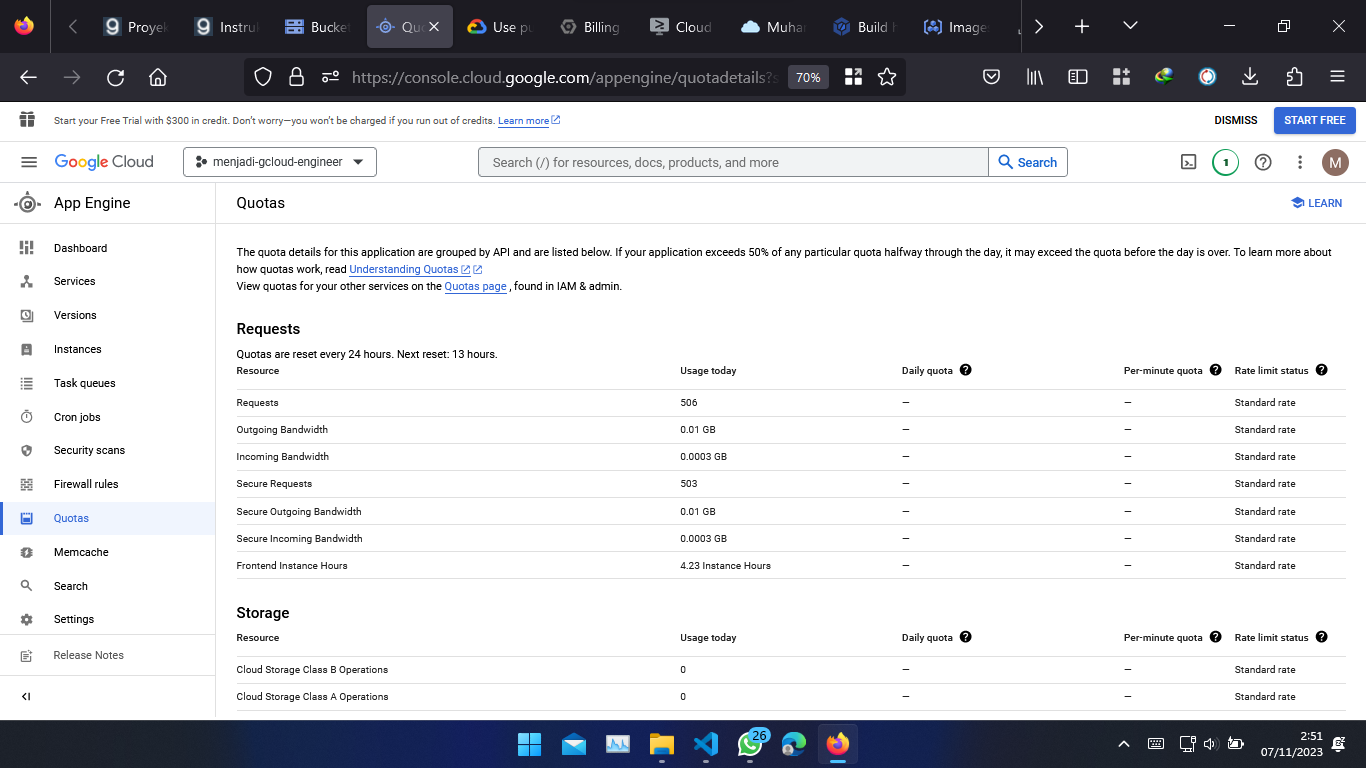 Proyek
Instruk
Bucket
Quo
Use pu
Billing
Cloud
Muhar
Build h
Image
https://console.cloud.google.com/appengine/quotadetails?s
70%
Start your Free Trial with $300 in credit. Don't worry—you won't be charged if you run out of credits. Learn more
DISMISS
START FREE
Google Cloud
menjadi-gcloud-engineer
Search (/) for resources, docs, products, and more
Search
1
M
App Engine
Quotas
LEARN
Dashboard
Services
Versions
Instances
Task queues
Cron jobs
Security scans
Firewall rules
Quotas
Memcache
Search
Settings
Release Notes
The quota details for this application are grouped by API and are listed below. If your application exceeds 50% of any particular quota halfway through the day, it may exceed the quota before the day is over. To learn more about
how quotas work, read Understanding Quotas
View quotas for your other services on the Quotas page , found in IAM & admin.
Requests
Quotas are reset every 24 hours. Next reset: 13 hours.
Resource Usage today Daily quota Per-minute quota Rate limit status
Requests 506 — — Standard rate
Outgoing Bandwidth 0.01 GB — — Standard rate
Incoming Bandwidth 0.0003 GB — — Standard rate
Secure Requests 503 — — Standard rate
Secure Outgoing Bandwidth 0.01 GB — — Standard rate
Secure Incoming Bandwidth 0.0003 GB — — Standard rate
Frontend Instance Hours 4.23 Instance Hours — — Standard rate
Storage
Resource Usage today Daily quota Per-minute quota Rate limit status
Cloud Storage Class B Operations 0 — — Standard rate
Cloud Storage Class A Operations 0 — — Standard rate
26
2:51
07/11/2023